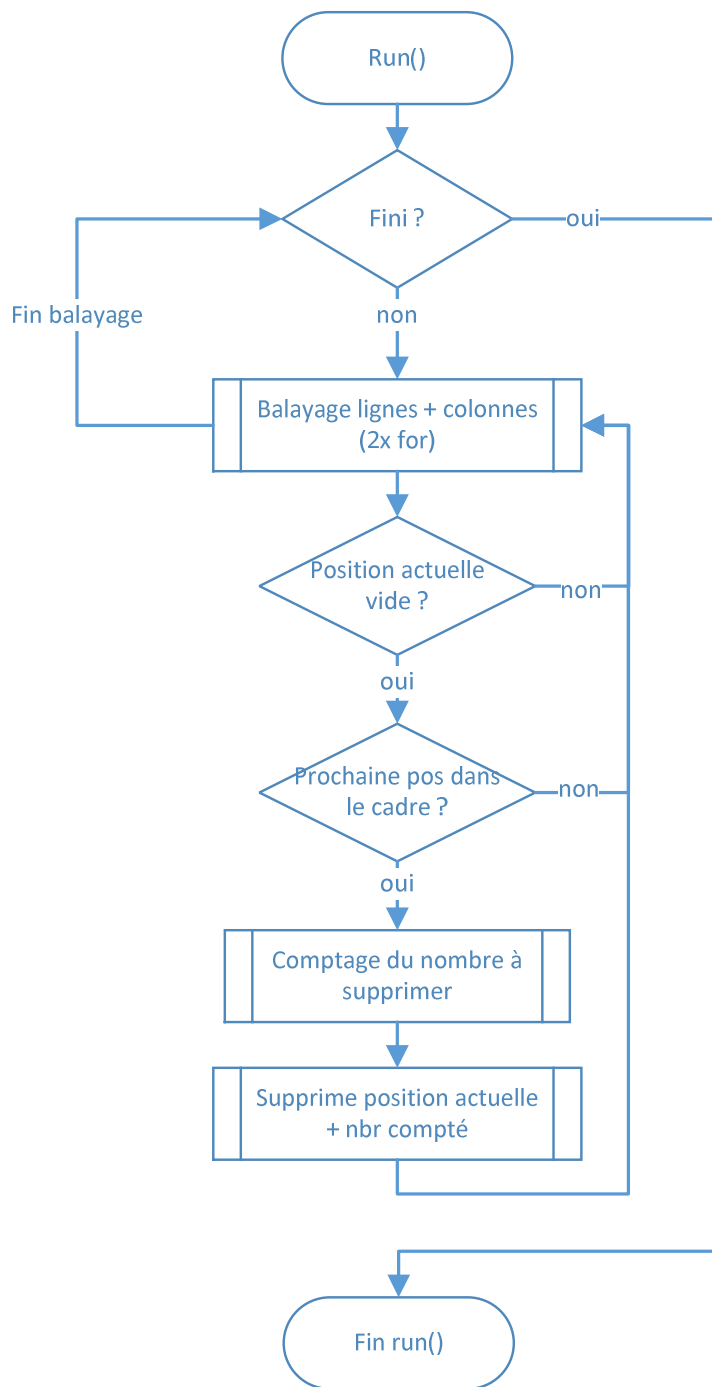 Run()
Fini ?
oui
Fin balayage
non
Balayage lignes + colonnes
(2x for)
Position actuelle
vide ?
non
oui
Prochaine pos dans
le cadre ?
non
oui
Comptage du nombre à
supprimer
Supprime position actuelle
+ nbr compté
Fin run()